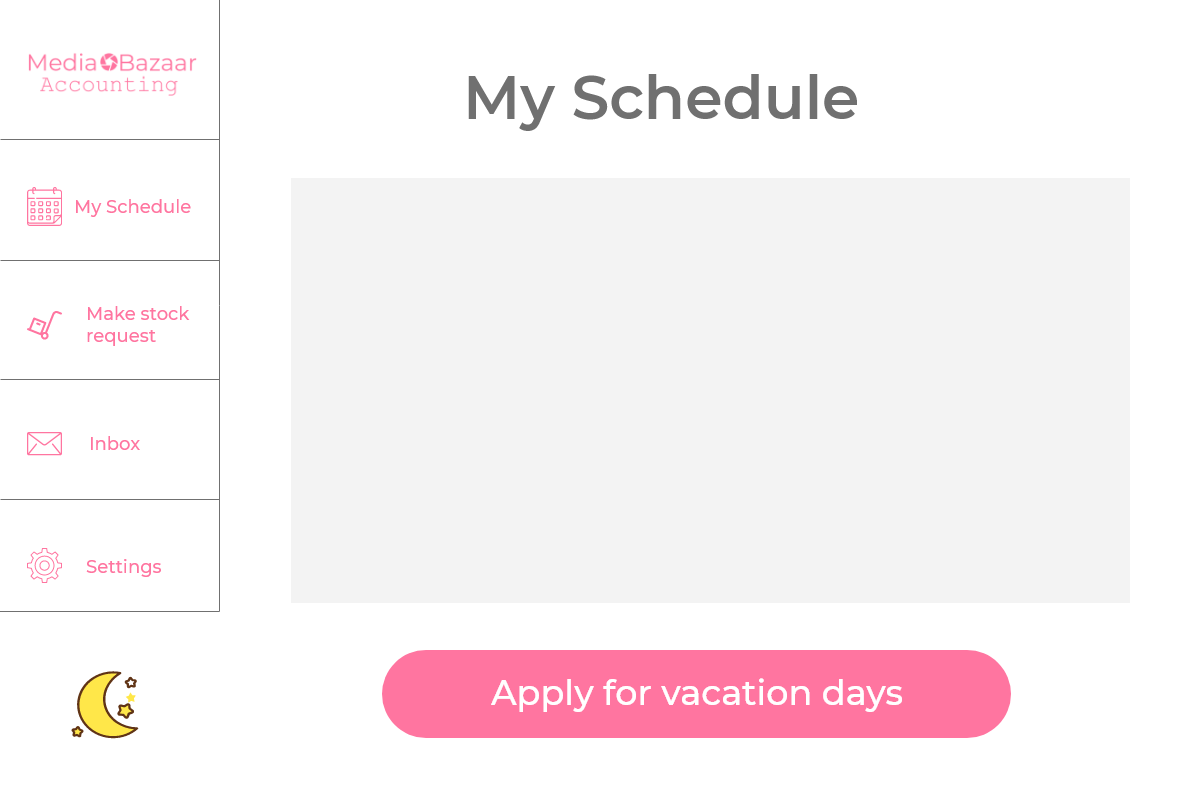 Media Bazaar
Accounting
My Schedule
My Schedule
Make stock
request
Inbox
Settings
Apply for vacation days